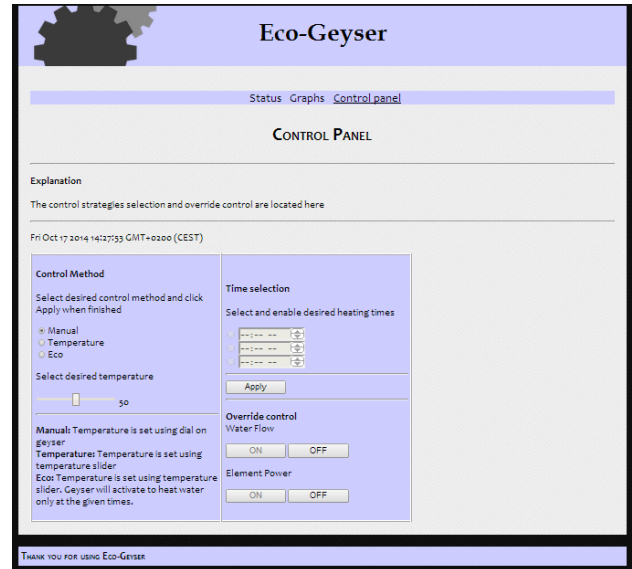 Eco-Geyser
Status Graphs Control panel
Control Panel
Explanation
The control strategies selection and override control are located here
Fri Oct 17 2014 14:27:53 GMT+0200 (CEST)
Control Method
Select desired control method and click
Apply when finished
Manual
Temperature
Eco
Select desired temperature
50
Manual: Temperature is set using dial on
geyser
Temperature: Temperature is set using
temperature slider
Eco: Temperature is set using temperature
slider. Geyser will activate to heat water
only at the given times.
Time selection
Select and enable desired heating times
--:-- --
--:-- --
--:-- --
Apply
Override control
Water Flow
ON OFF
Element Power
ON OFF
Thank you for using Eco-Geyser